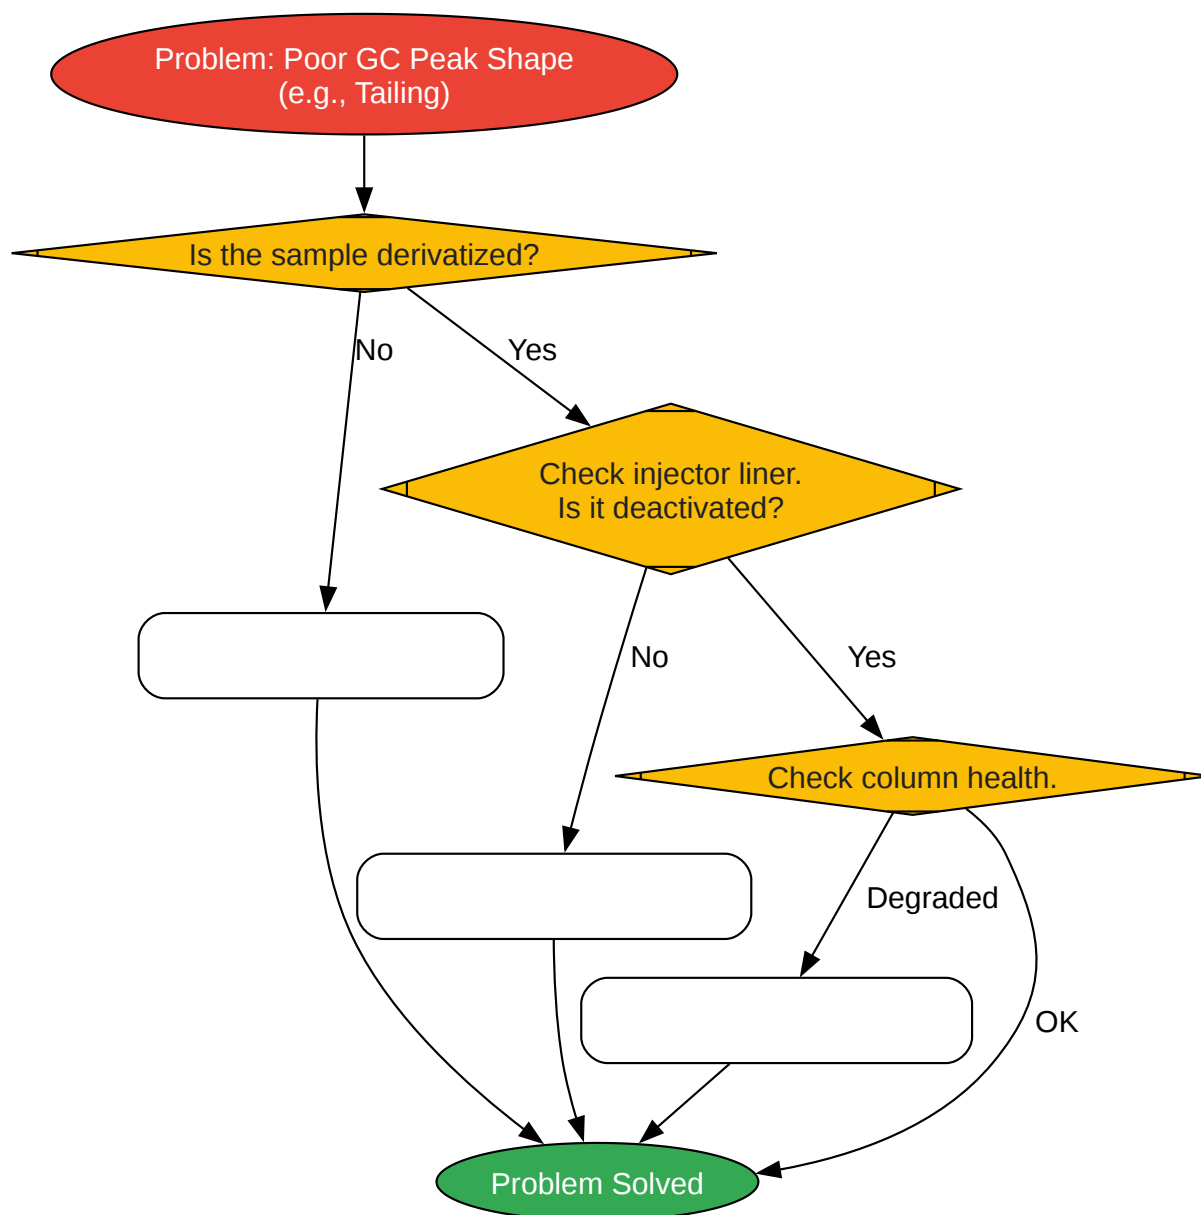 Problem: Poor GC Peak Shape
(e.g., Tailing)
Is the sample derivatized?
No
Yes
Check injector liner.
Is it deactivated?
No
Yes
Check column health.
Degraded
OK
Problem Solved